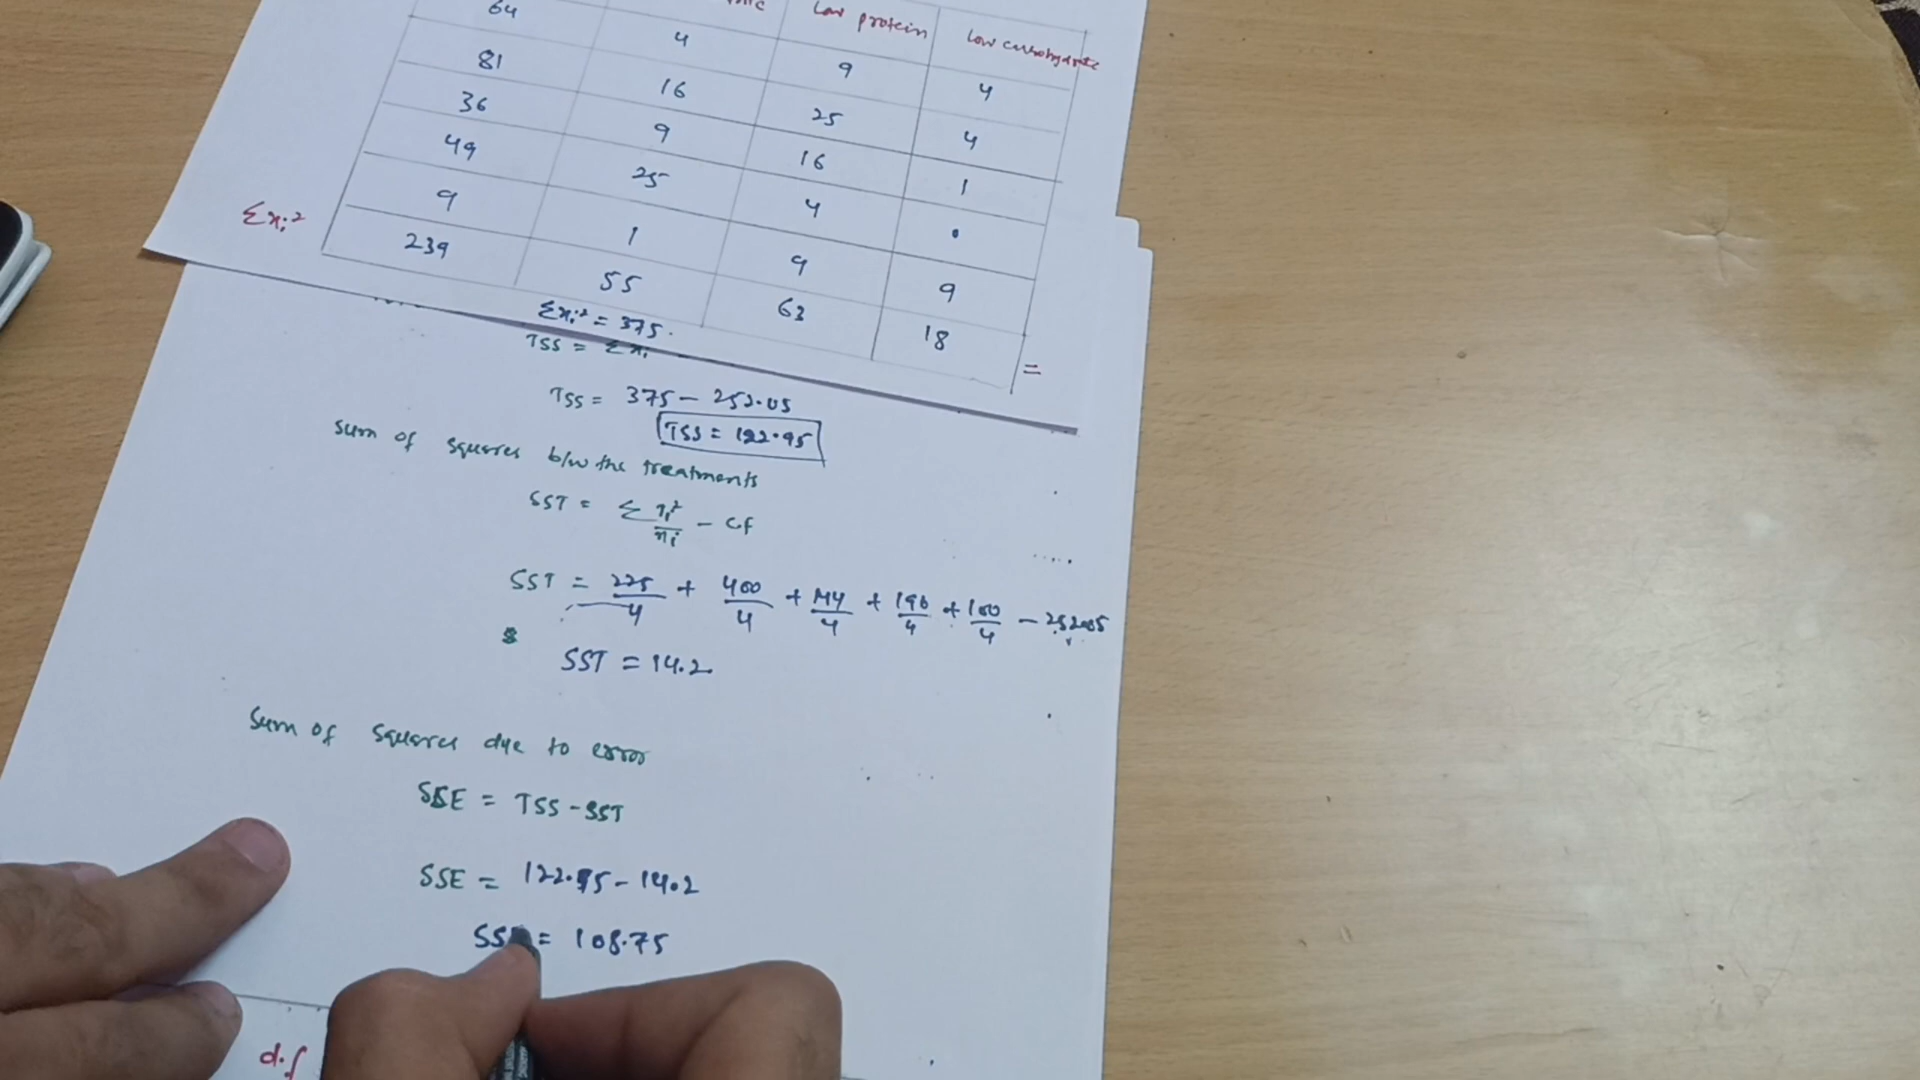 Low protein Low carbohydrate
64 4 9 4
81 16 25 4
36 9 16 1
49 25 4 0
9 1 9 9
Σxi² 239 55 63 18
Σxi² = 375. =
TSS = Σxi
TSS = 375 - 252.05
TSS = 122.95
Sum of squares b/w the treatments
SST = Σ Ti²/ni - CF
SST = 225/4 + 400/4 + 144/4 + 196/4 + 100/4 - 252.05
SST = 14.2
Sum of squares due to error
SSE = TSS - SST
SSE = 122.95 - 14.2
SSE = 108.75
d.f